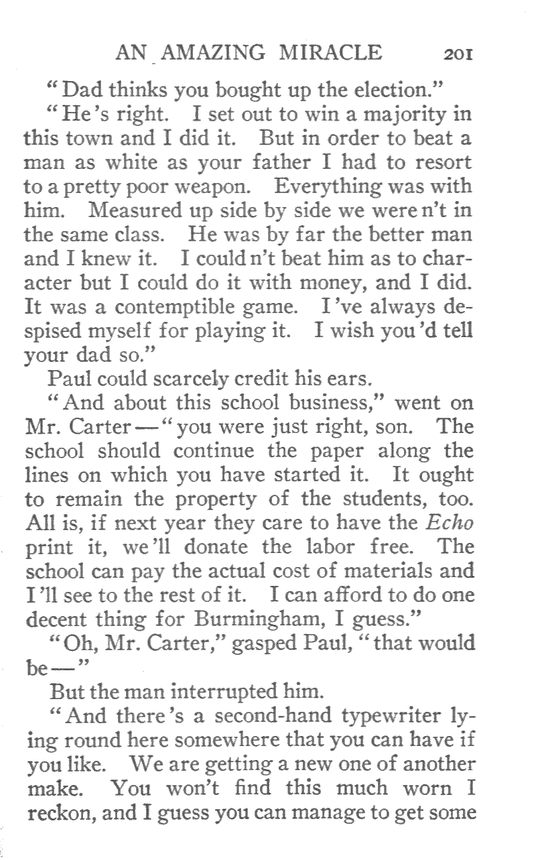 AN AMAZING MIRACLE 201
"Dad thinks you bought up the election."
"He's right. I set out to win a majority in
this town and I did it. But in order to beat a
man as white as your father I had to resort
to a pretty poor weapon. Everything was with
him. Measured up side by side we weren't in
the same class. He was by far the better man
and I knew it. I couldn't beat him as to char-
acter but I could do it with money, and I did.
It was a contemptible game. I've always de-
spised myself for playing it. I wish you'd tell
your dad so."
Paul could scarcely credit his ears.
"And about this school business," went on
Mr. Carter—"you were just right, son. The
school should continue the paper along the
lines on which you have started it. It ought
to remain the property of the students, too.
All is, if next year they care to have the Echo
print it, we'll donate the labor free. The
school can pay the actual cost of materials and
I'll see to the rest of it. I can afford to do one
decent thing for Burmingham, I guess."
"Oh, Mr. Carter," gasped Paul, "that would
be—"
But the man interrupted him.
"And there's a second-hand typewriter ly-
ing round here somewhere that you can have if
you like. We are getting a new one of another
make. You won't find this much worn I
reckon, and I guess you can manage to get some